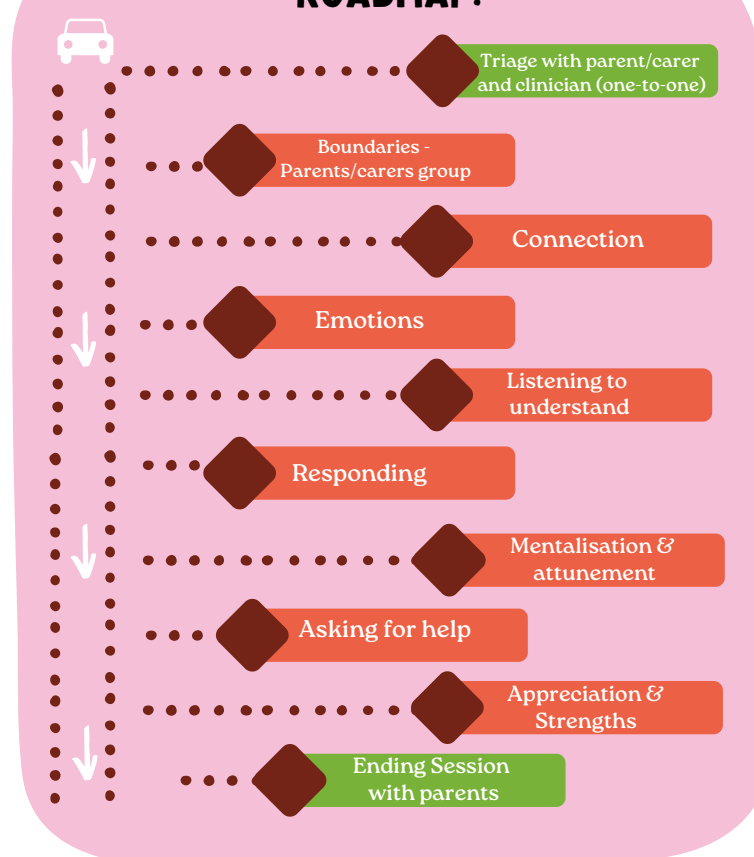 ROADMAP?
Triage with parent/carer
and clinician (one-to-one)
Boundaries -
Parents/carers group
Connection
Emotions
Listening to
understand
Responding
Mentalisation &
attunement
Asking for help
Appreciation &
Strengths
Ending Session
with parents